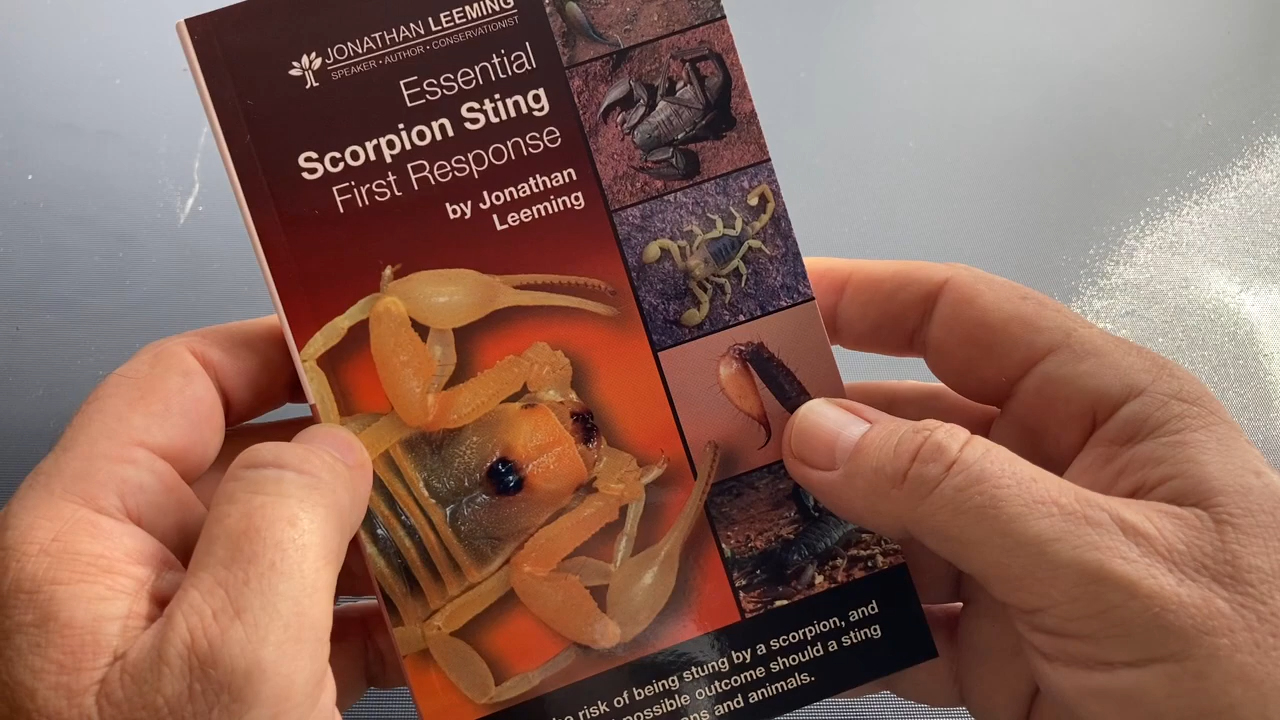 JONATHAN LEEMING
SPEAKER • AUTHOR • CONSERVATIONIST
Essential
Scorpion Sting
First Response
by Jonathan
Leeming
risk of being stung by a scorpion, and
possible outcome should a sting
and animals.